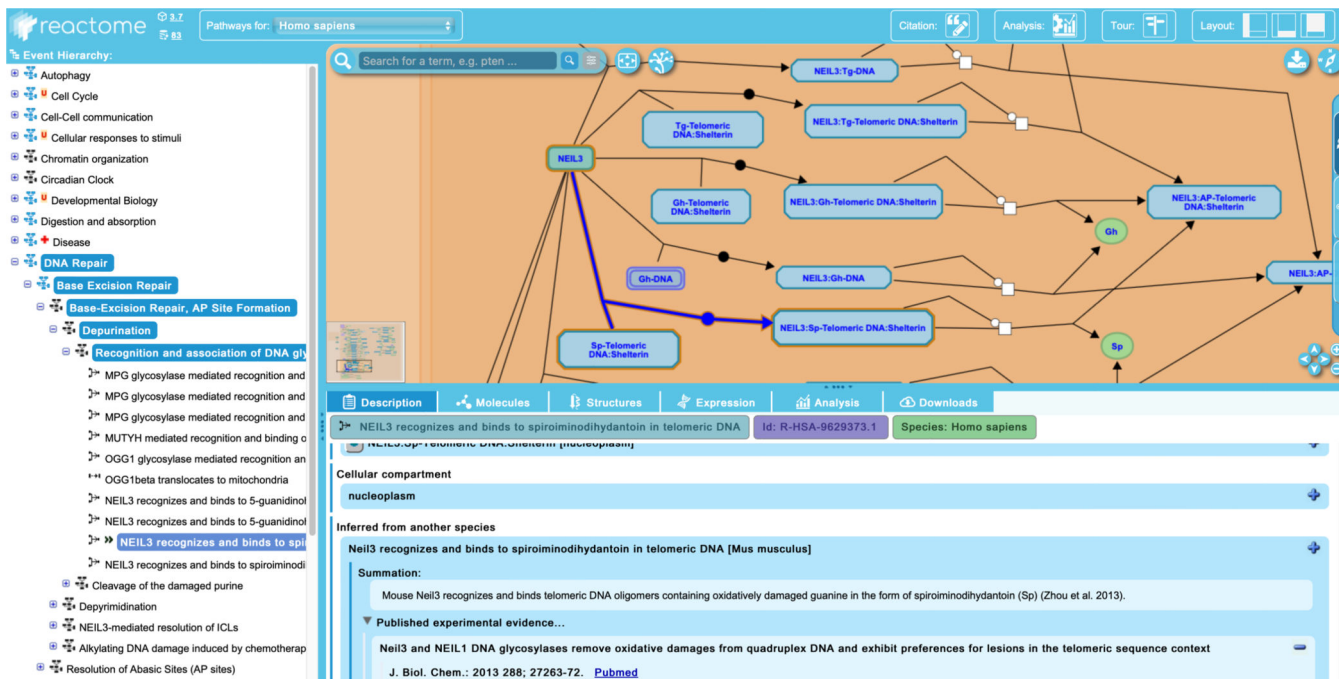 reactome
3.7
83
Pathways for: Homo sapiens
Citation:
Analysis:
Tour:
Layout:
Event Hierarchy:
Autophagy
U Cell Cycle
Cell-Cell communication
U Cellular responses to stimuli
Chromatin organization
Circadian Clock
U Developmental Biology
Digestion and absorption
Disease
DNA Repair
Base Excision Repair
Base-Excision Repair, AP Site Formation
Depurination
Recognition and association of DNA gly
MPG glycosylase mediated recognition and
MPG glycosylase mediated recognition and
MPG glycosylase mediated recognition and
MUTYH mediated recognition and binding o
OGG1 glycosylase mediated recognition an
OGG1beta translocates to mitochondria
NEIL3 recognizes and binds to 5-guanidinol
NEIL3 recognizes and binds to 5-guanidinol
NEIL3 recognizes and binds to spi
NEIL3 recognizes and binds to spiroiminodi
Cleavage of the damaged purine
Depyrimidination
NEIL3-mediated resolution of ICLs
Alkylating DNA damage induced by chemotherap
Resolution of Abasic Sites (AP sites)
Search for a term, e.g. pten ...
NEIL3:Tg-DNA
Tg-Telomeric
DNA:Shelterin
NEIL3:Tg-Telomeric DNA:Shelterin
NEIL3
Gh-Telomeric
DNA:Shelterin
NEIL3:Gh-Telomeric DNA:Shelterin
NEIL3:AP-Telomeric
DNA:Shelterin
Gh
Gh-DNA
NEIL3:Gh-DNA
NEIL3:AP-
Sp-Telomeric
DNA:Shelterin
NEIL3:Sp-Telomeric DNA:Shelterin
Sp
Description
Molecules
Structures
Expression
Analysis
Downloads
NEIL3 recognizes and binds to spiroiminodihydantoin in telomeric DNA
Id: R-HSA-9629373.1
Species: Homo sapiens
NEIL3:Sp-Telomeric DNA:Shelterin [nucleoplasm]
Cellular compartment
nucleoplasm
Inferred from another species
Neil3 recognizes and binds to spiroiminodihydantoin in telomeric DNA [Mus musculus]
Summation:
Mouse Neil3 recognizes and binds telomeric DNA oligomers containing oxidatively damaged guanine in the form of spiroiminodihydantoin (Sp) (Zhou et al. 2013).
Published experimental evidence...
Neil3 and NEIL1 DNA glycosylases remove oxidative damages from quadruplex DNA and exhibit preferences for lesions in the telomeric sequence context
J. Biol. Chem.: 2013 288; 27263-72. Pubmed